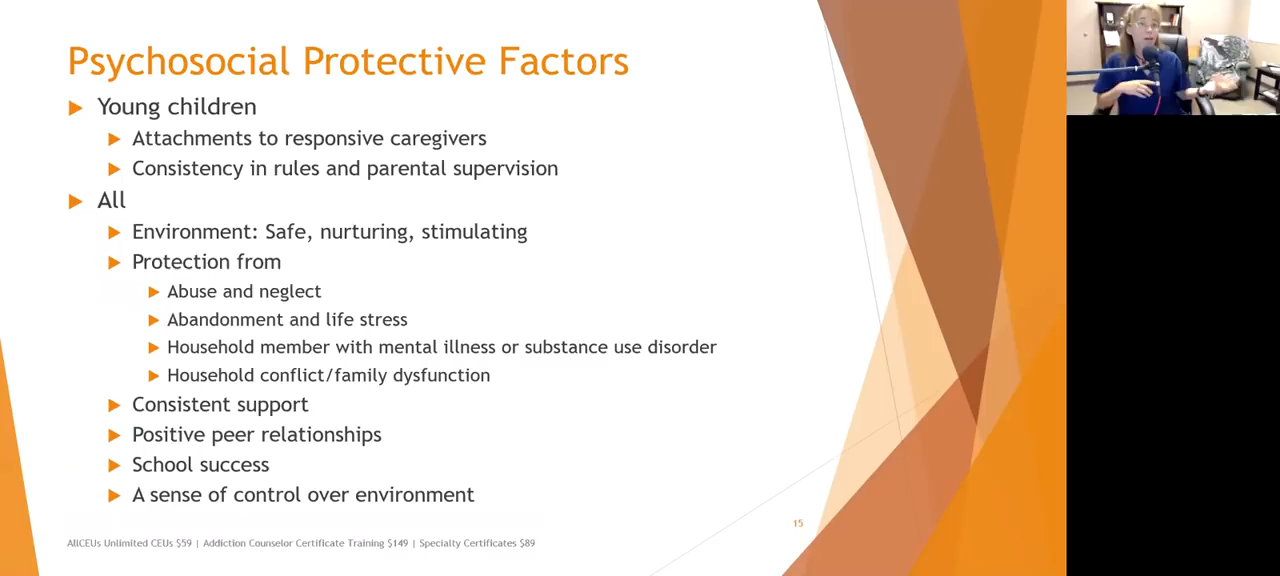 Psychosocial Protective Factors
Young children
Attachments to responsive caregivers
Consistency in rules and parental supervision
All
Environment: Safe, nurturing, stimulating
Protection from
Abuse and neglect
Abandonment and life stress
Household member with mental illness or substance use disorder
Household conflict/family dysfunction
Consistent support
Positive peer relationships
School success
A sense of control over environment
15
AllCEUs Unlimited CEUs $59 | Addiction Counselor Certificate Training $149 | Specialty Certificates $89